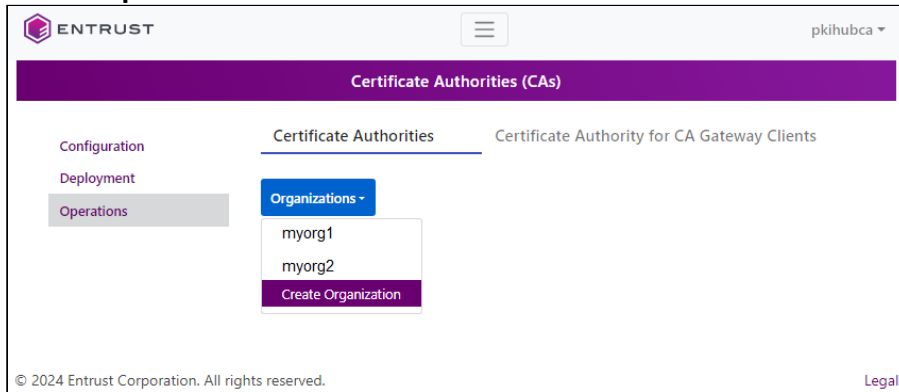 ENTRUST
pkihubca
Certificate Authorities (CAs)
Configuration
Deployment
Operations
Certificate Authorities
Certificate Authority for CA Gateway Clients
Organizations
myorg1
myorg2
Create Organization
© 2024 Entrust Corporation. All rights reserved.
Legal